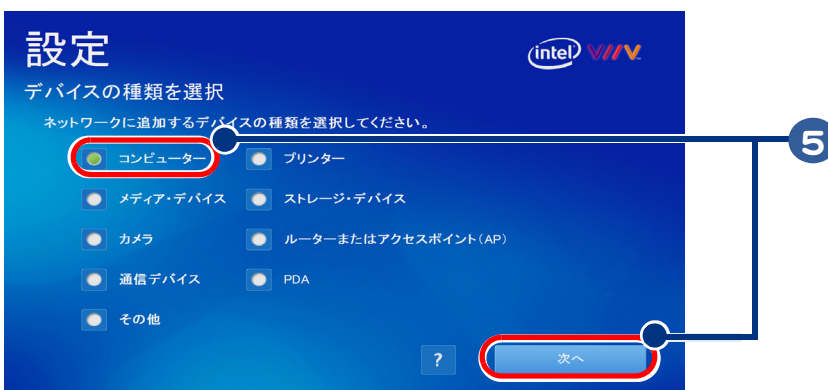 設定
intel VIIV
デバイスの種類を選択
ネットワークに追加するデバイスの種類を選択してください。
コンピューター プリンター
5
メディア・デバイス ストレージ・デバイス
カメラ ルーターまたはアクセスポイント(AP)
通信デバイス PDA
その他
? 次へ